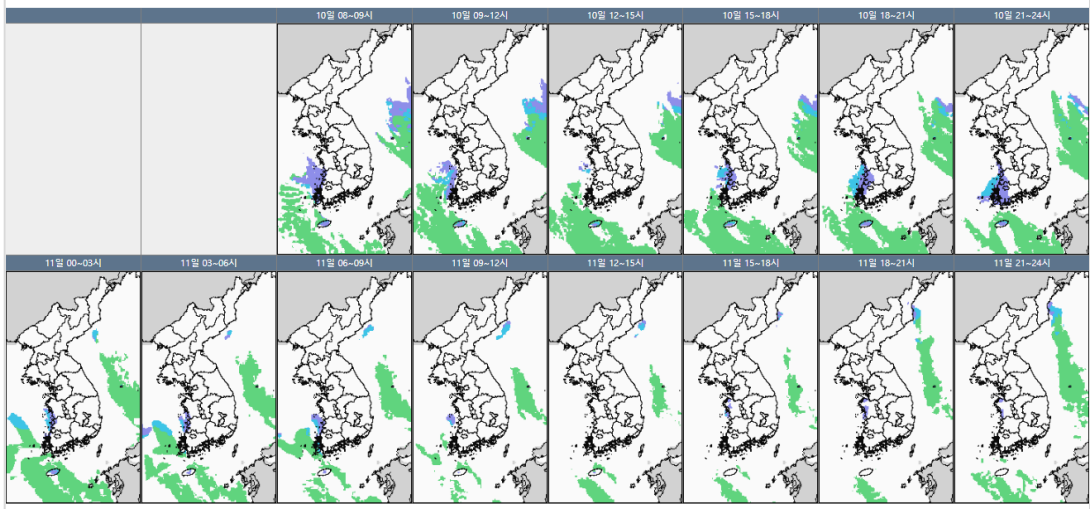 10일 08~09시
10일 09~12시
10일 12~15시
10일 15~18시
10일 18~21시
10일 21~24시
11일 00~03시
11일 03~06시
11일 06~09시
11일 09~12시
11일 12~15시
11일 15~18시
11일 18~21시
11일 21~24시